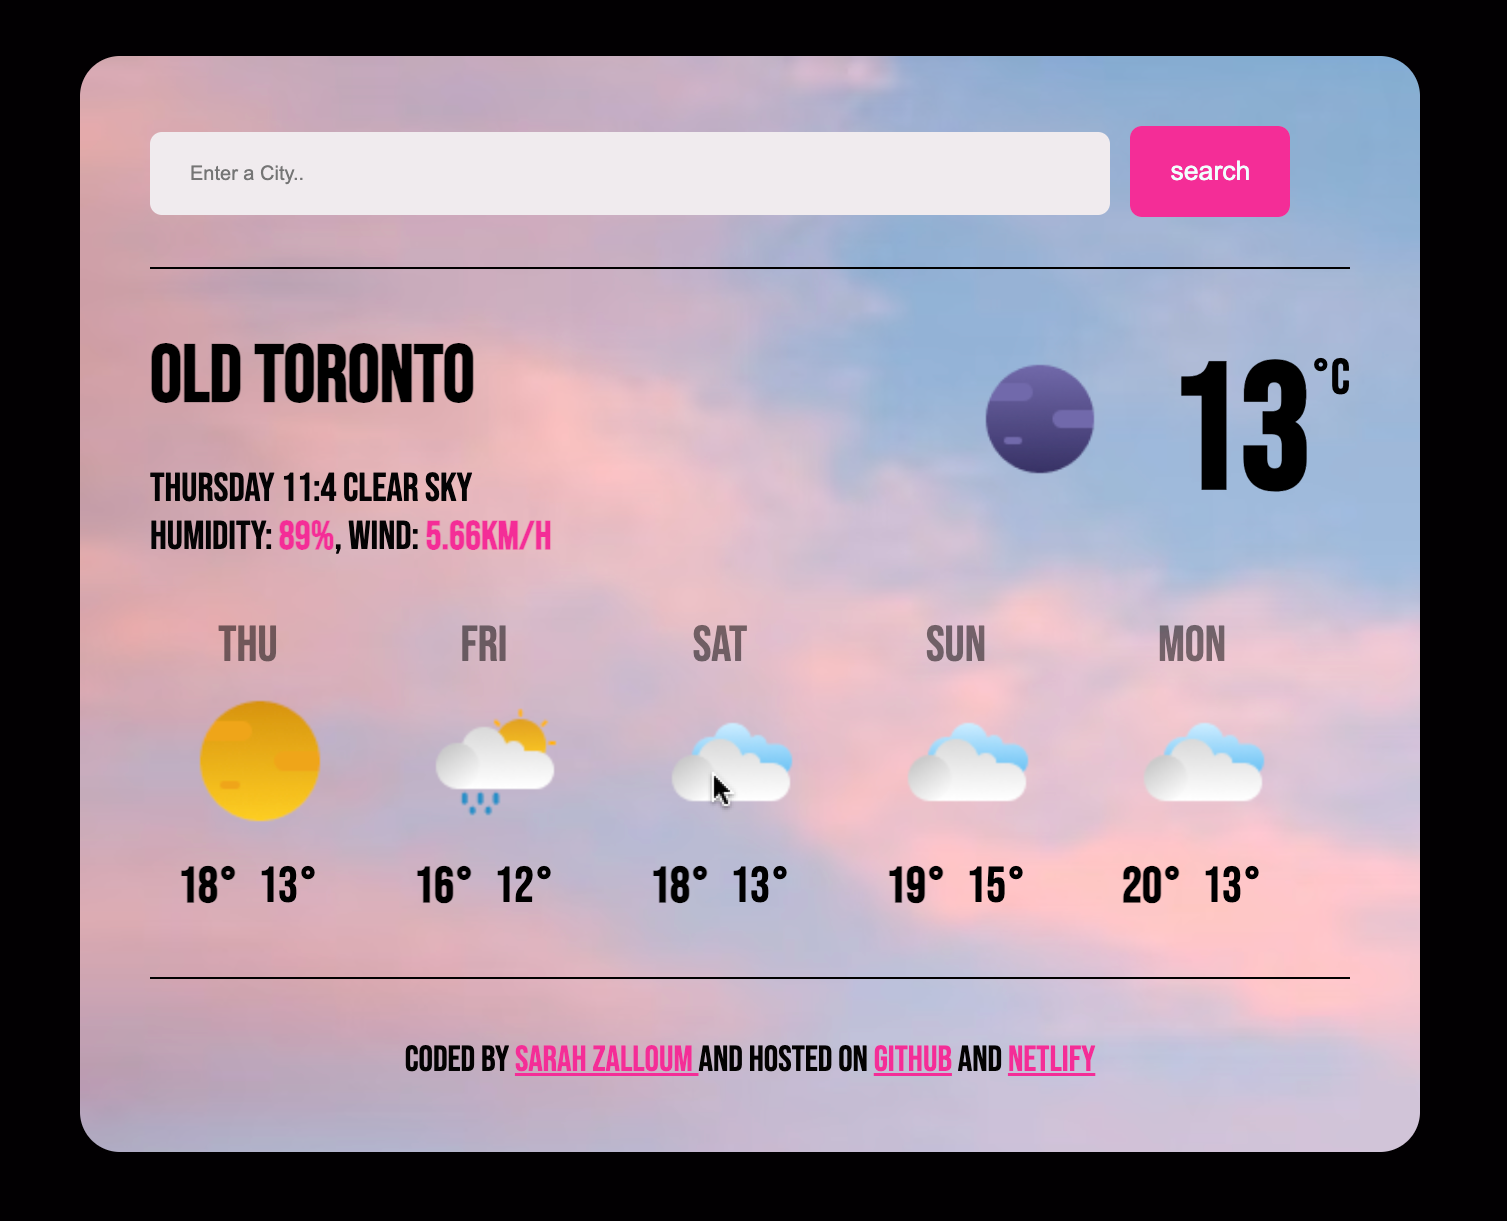 Enter a City..
search
OLD TORONTO
13°C
THURSDAY 11:4 CLEAR SKY
HUMIDITY: 89%, WIND: 5.66KM/H
THU FRI SAT SUN MON
18° 13° 16° 12° 18° 13° 19° 15° 20° 13°
CODED BY SARAH ZALLOUM AND HOSTED ON GITHUB AND NETLIFY